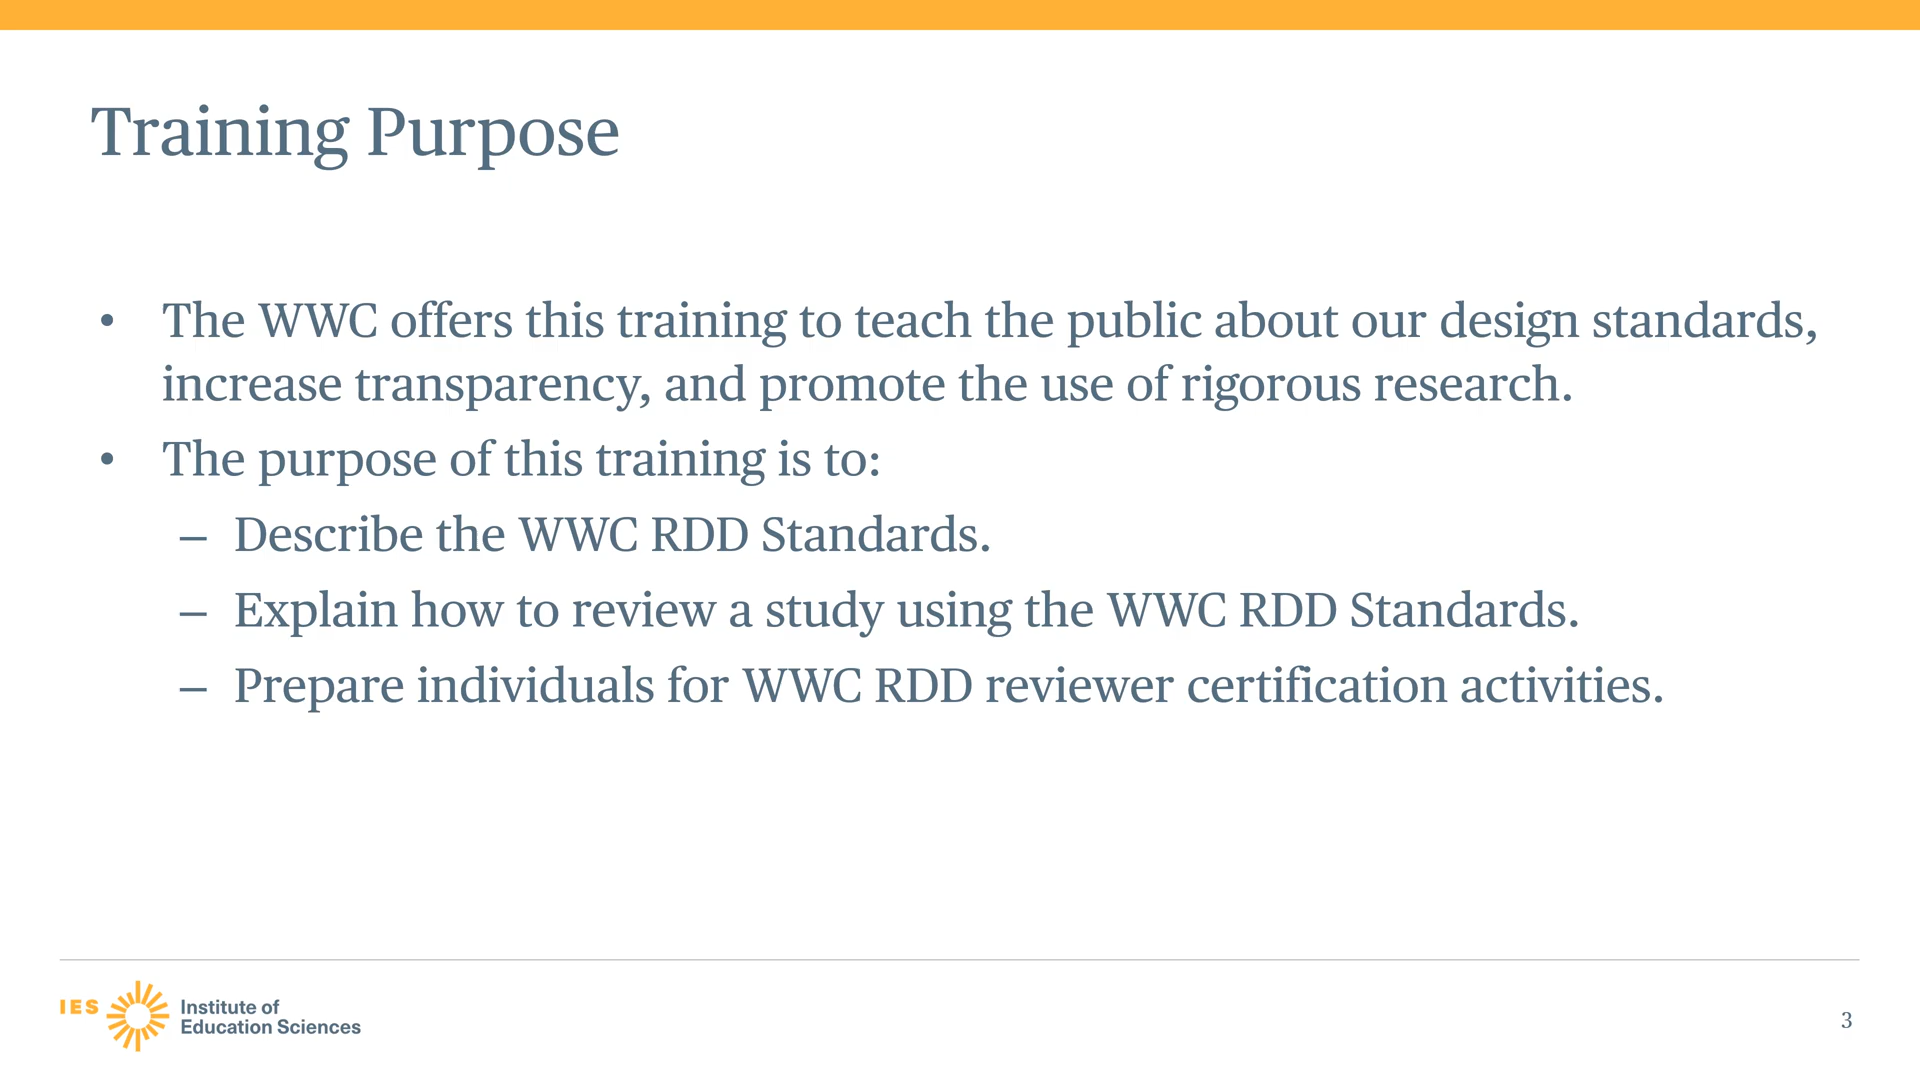 Training Purpose
• The WWC offers this training to teach the public about our design standards,
increase transparency, and promote the use of rigorous research.
• The purpose of this training is to:
– Describe the WWC RDD Standards.
– Explain how to review a study using the WWC RDD Standards.
– Prepare individuals for WWC RDD reviewer certification activities.
IES Institute of
Education Sciences
3